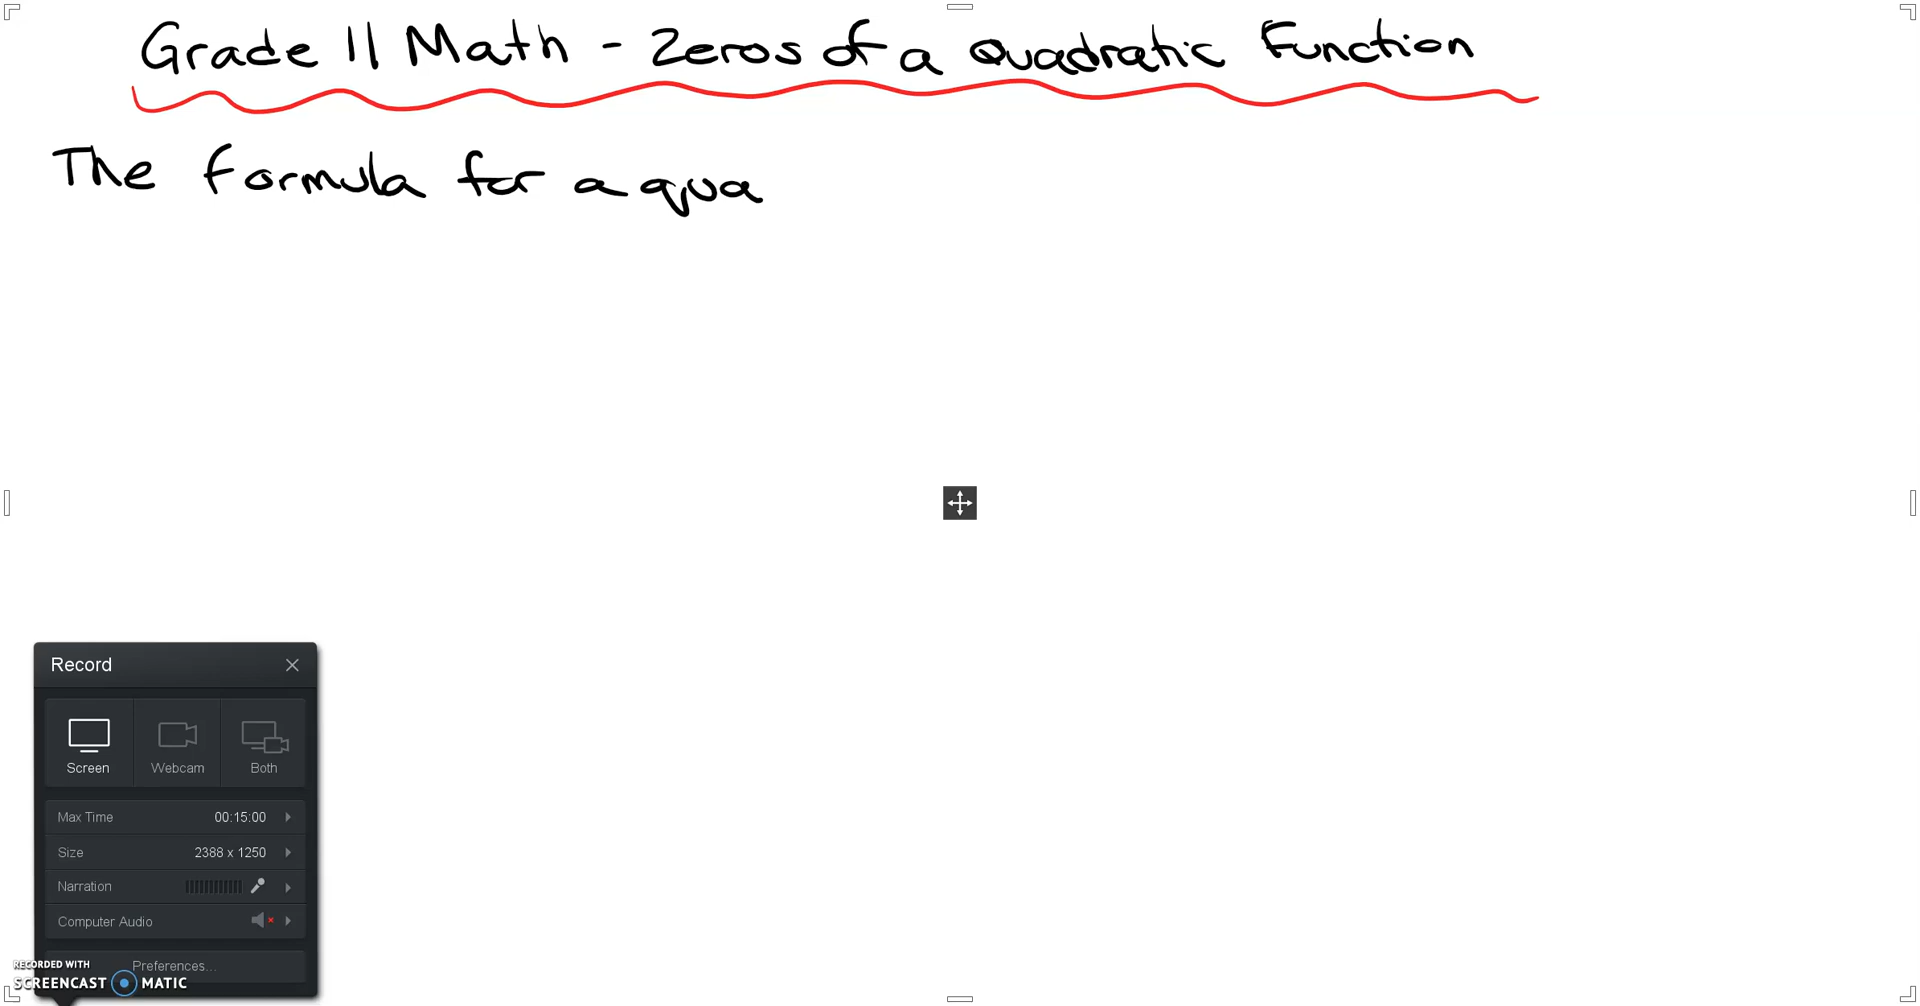 Grade 11 Math - Zeros of a Quadratic Function
The formula for a qua
Record
Screen Webcam Both
Max Time 00:15:00
Size 2388 x 1250
Narration
Computer Audio
Preferences...
RECORDED WITH
SCREENCAST MATIC